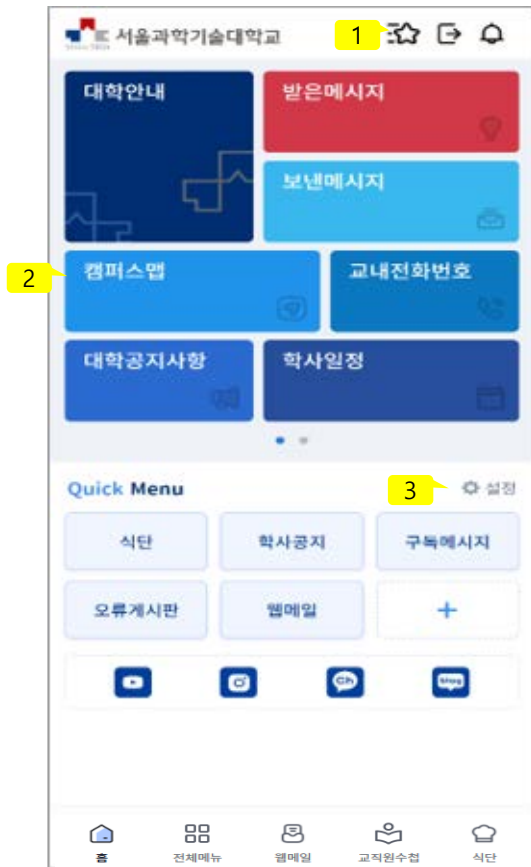 서울과학기술대학교
1
대학안내
받은메시지
보낸메시지
2
캠퍼스맵
교내전화번호
대학공지사항
학사일정
Quick Menu
3
설정
식단
학사공지
구독메시지
오류게시판
웹메일
+
Ch
blog
홈
전체메뉴
웹메일
교직원수첩
식단